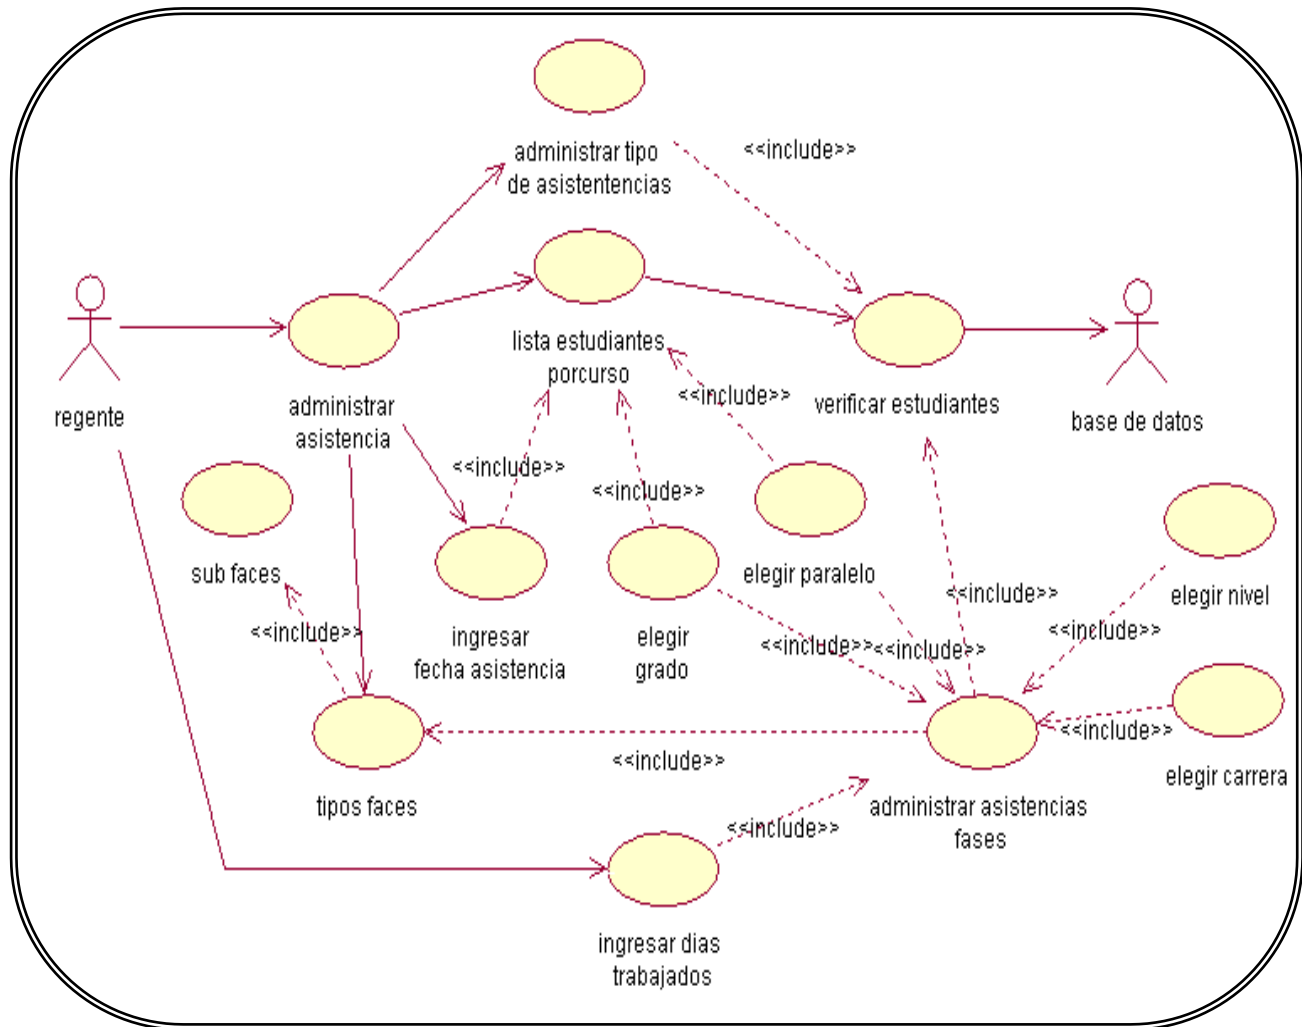 administrar tipo
de asistentencias
<<include>>
lista estudiantes
porcurso
<<include>>
verificar estudiantes
base de datos
regente
administrar
asistencia
<<include>>
<<include>>
sub faces
elegir paralelo
elegir nivel
<<include>>
<<include>>
<<include>>
ingresar
fecha asistencia
elegir
grado
<<include>>
<<include>>
<<include>>
<<include>>
elegir carrera
tipos faces
administrar asistencias
fases
<<include>>
ingresar dias
trabajados